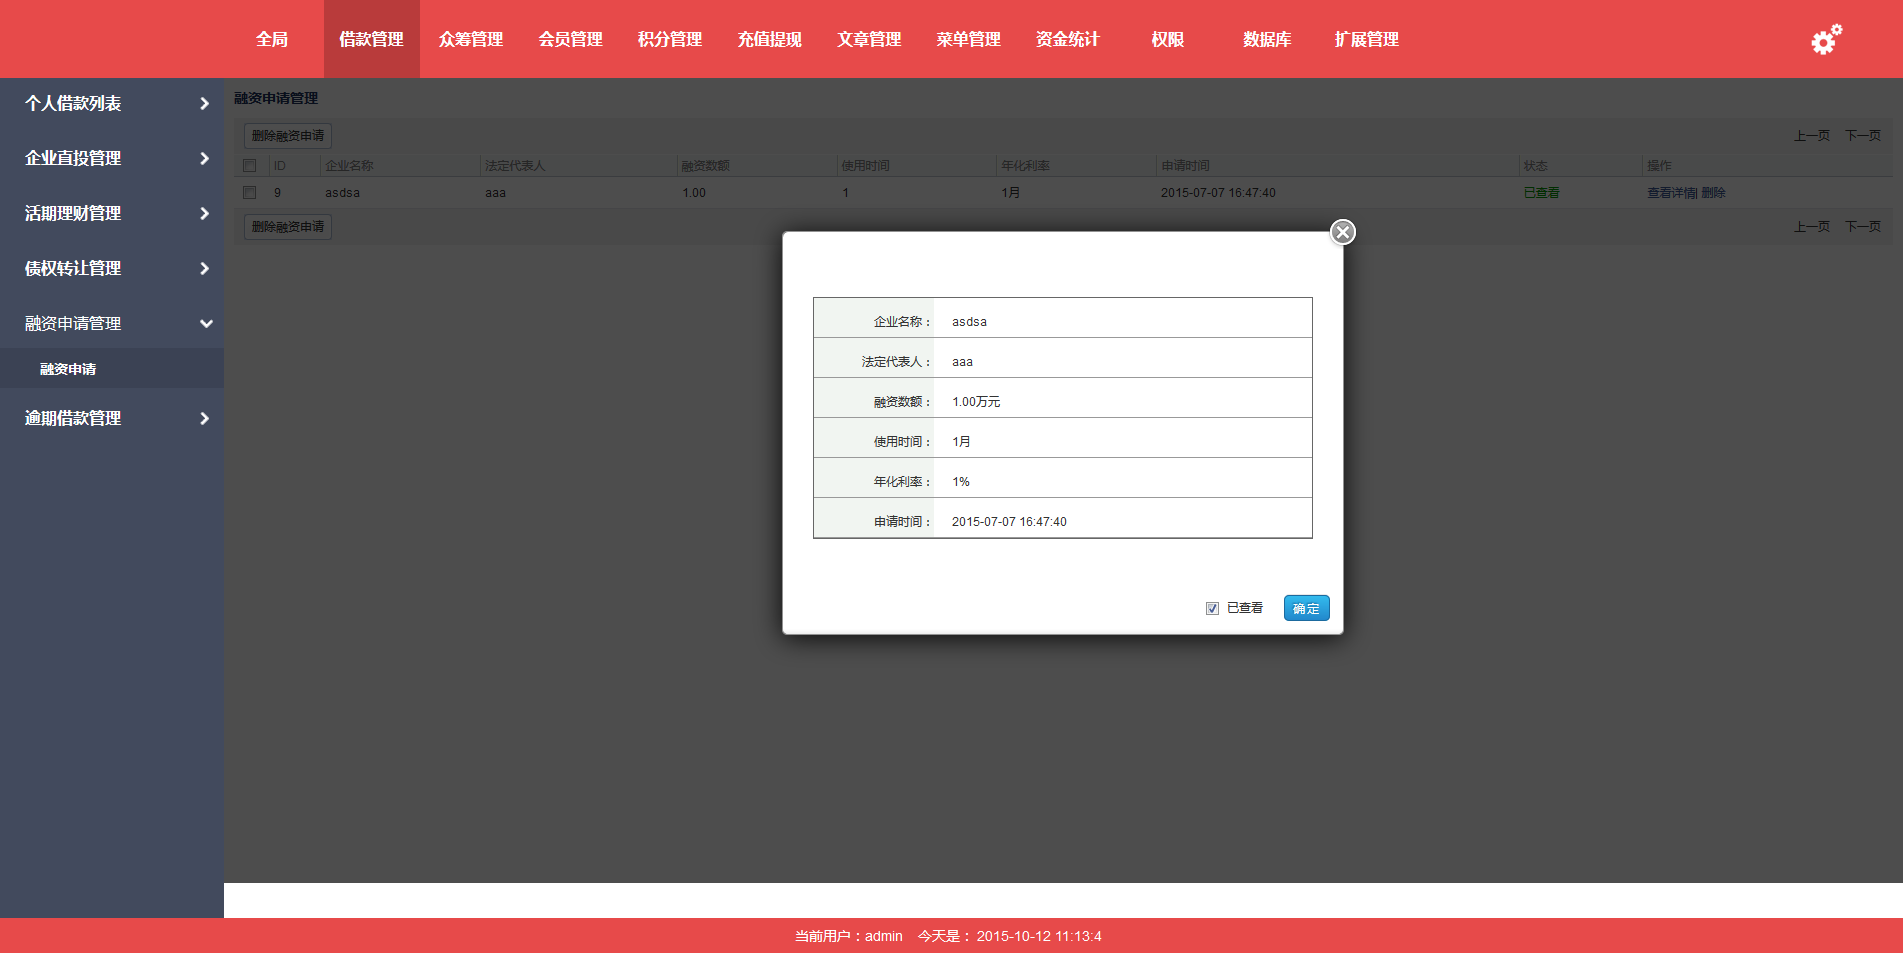 全局 借款管理 众筹管理 会员管理 积分管理 充值提现 文章管理 菜单管理 资金统计 权限 数据库 扩展管理
个人借款列表
企业直投管理
活期理财管理
债权转让管理
融资申请管理
融资申请
逾期借款管理
融资申请管理
删除融资申请 上一页 下一页
ID 企业名称 法定代表人 融资数额 使用时间 年化利率 申请时间 状态 操作
9 asdsa aaa 1.00 1 1月 2015-07-07 16:47:40 已查看 查看详情| 删除
删除融资申请 上一页 下一页
企业名称： asdsa
法定代表人： aaa
融资数额： 1.00万元
使用时间： 1月
年化利率： 1%
申请时间： 2015-07-07 16:47:40
已查看 确定
当前用户：admin 今天是： 2015-10-12 11:13:4